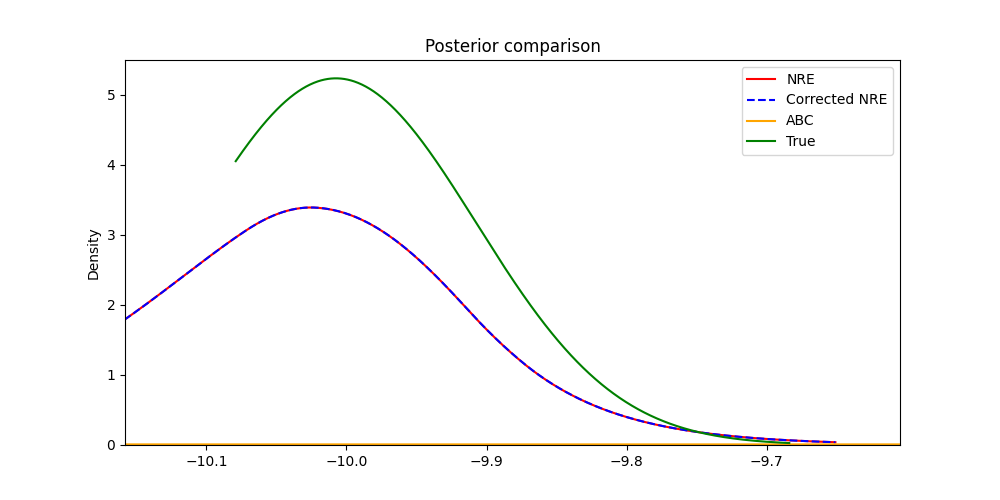 Posterior comparison
NRE
Corrected NRE
ABC
True
Density
5
4
3
2
1
0
−10.1 −10.0 −9.9 −9.8 −9.7